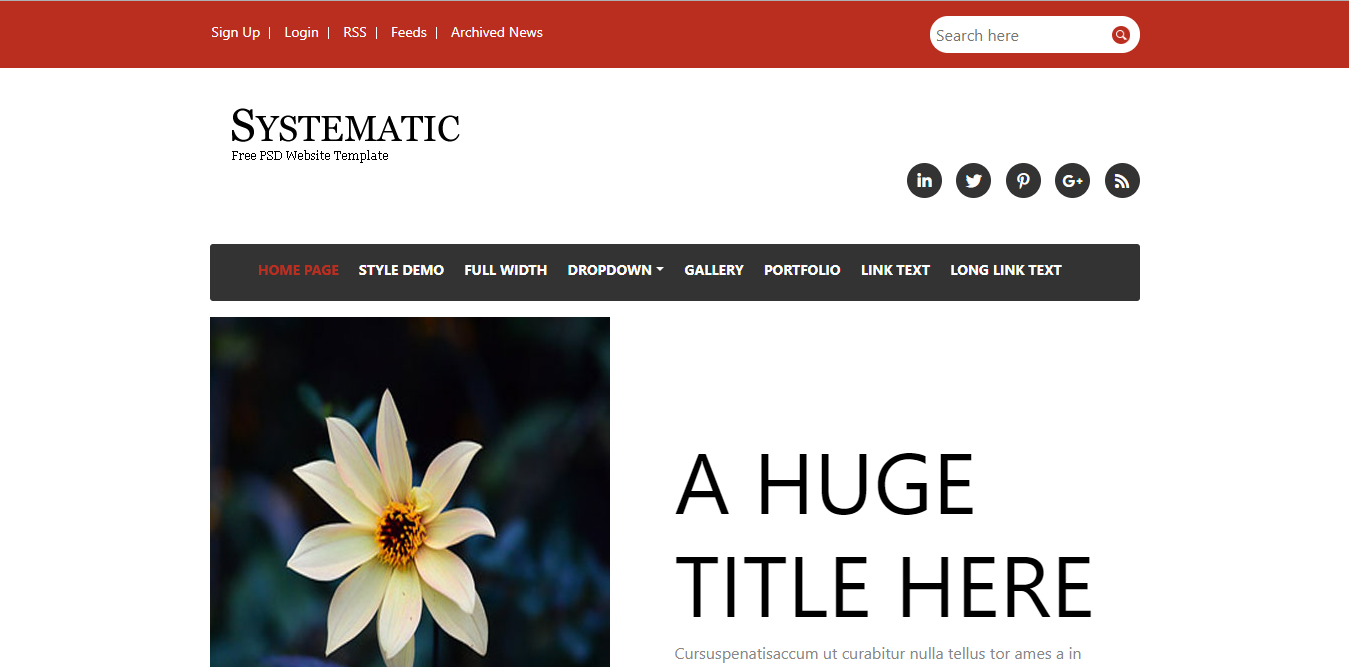 Sign Up | Login | RSS | Feeds | Archived News
Search here
SYSTEMATIC
Free PSD Website Template
HOME PAGE STYLE DEMO FULL WIDTH DROPDOWN GALLERY PORTFOLIO LINK TEXT LONG LINK TEXT
A HUGE
TITLE HERE
Cursuspenatisaccum ut curabitur nulla tellus tor ames a in